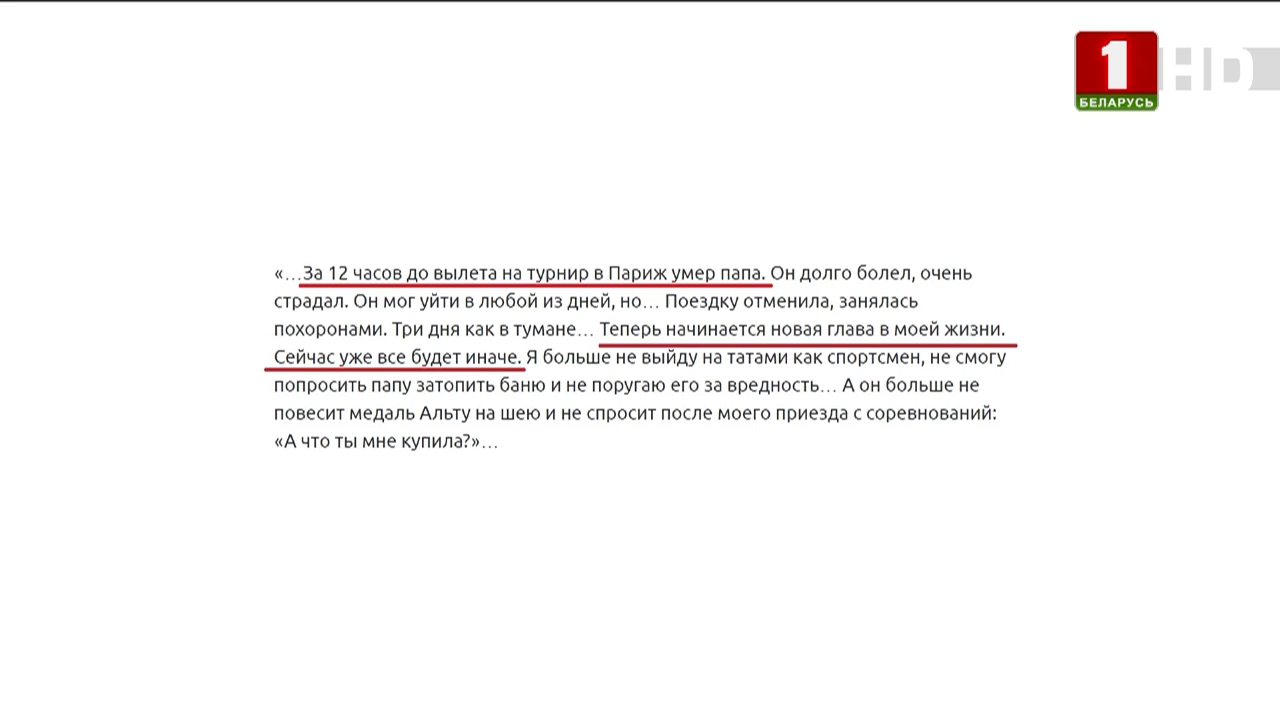 1 HD
БЕЛАРУСЬ
«…За 12 часов до вылета на турнир в Париж умер папа. Он долго болел, очень
страдал. Он мог уйти в любой из дней, но… Поездку отменила, занялась
похоронами. Три дня как в тумане… Теперь начинается новая глава в моей жизни.
Сейчас уже все будет иначе. Я больше не выйду на татами как спортсмен, не смогу
попросить папу затопить баню и не поругаю его за вредность… А он больше не
повесит медаль Альту на шею и не спросит после моего приезда с соревнований:
«А что ты мне купила?»…